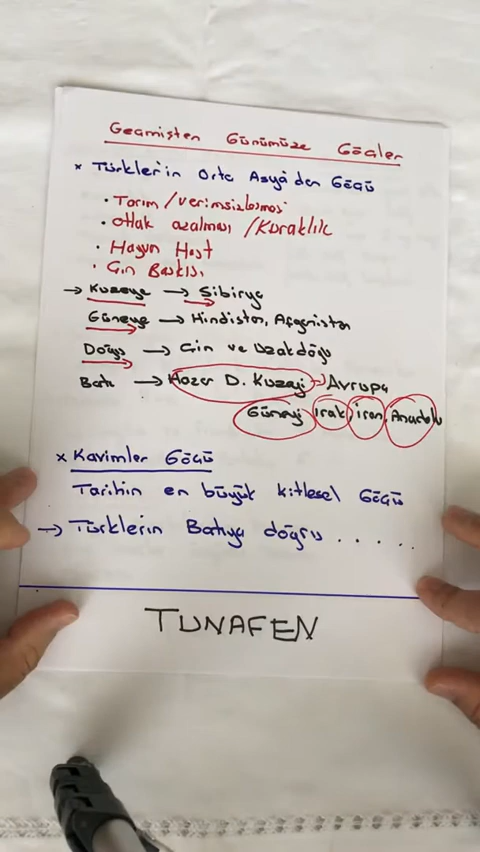 Geçmişten Günümüze Göçler
x Türkler'in Orta Asya'dan Göçü
• Tarım/verimsizleşmesi
• Otlak azalması/Kuraklık
• Hayvan Hast
• Çin Baskısı
→ Kuzeye → Sibirya
Güneye → Hindistan, Afganistan
Doğu → Çin ve Uzakdoğu
Batı → Hazar D. Kuzeyi → Avrupa
Güneyi Irak, İran, Anadolu
x Kavimler Göçü
Tarihin en büyük kitlesel Göçü
→ Türklerin Batıya doğru . . . . .
TUNAFEN